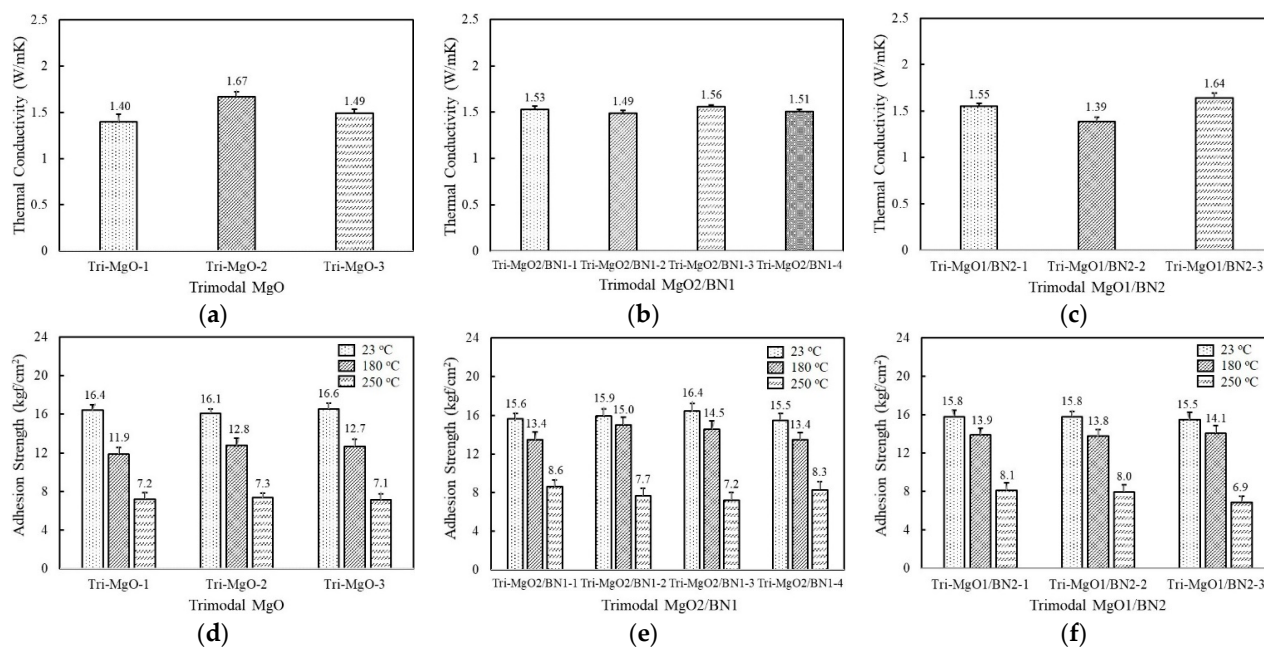 2.5
2
1.5
1
0.5
0
Thermal Conductivity (W/mK)
1.40
1.67
1.49
Tri-MgO-1 Tri-MgO-2 Tri-MgO-3
Trimodal MgO
(a)
2.5
2
1.5
1
0.5
0
Thermal Conductivity (W/mK)
1.53
1.49
1.56
1.51
Tri-MgO2/BN1-1 Tri-MgO2/BN1-2 Tri-MgO2/BN1-3 Tri-MgO2/BN1-4
Trimodal MgO2/BN1
(b)
2.5
2
1.5
1
0.5
0
Thermal Conductivity (W/mK)
1.55
1.39
1.64
Tri-MgO1/BN2-1 Tri-MgO1/BN2-2 Tri-MgO1/BN2-3
Trimodal MgO1/BN2
(c)
24
20
16
12
8
4
0
Adhesion Strength (kgf/cm²)
23 °C
180 °C
250 °C
16.4
11.9
7.2
16.1
12.8
7.3
16.6
12.7
7.1
Tri-MgO-1 Tri-MgO-2 Tri-MgO-3
Trimodal MgO
(d)
24
20
16
12
8
4
0
Adhesion Strength (kgf/cm²)
23 °C
180 °C
250 °C
15.6
13.4
8.6
15.9
15.0
7.7
16.4
14.5
7.2
15.5
13.4
8.3
Tri-MgO2/BN1-1 Tri-MgO2/BN1-2 Tri-MgO2/BN1-3 Tri-MgO2/BN1-4
Trimodal MgO2/BN1
(e)
24
20
16
12
8
4
0
Adhesion Strength (kgf/cm²)
23 °C
180 °C
250 °C
15.8
13.9
8.1
15.8
13.8
8.0
15.5
14.1
6.9
Tri-MgO1/BN2-1 Tri-MgO1/BN2-2 Tri-MgO1/BN2-3
Trimodal MgO1/BN2
(f)